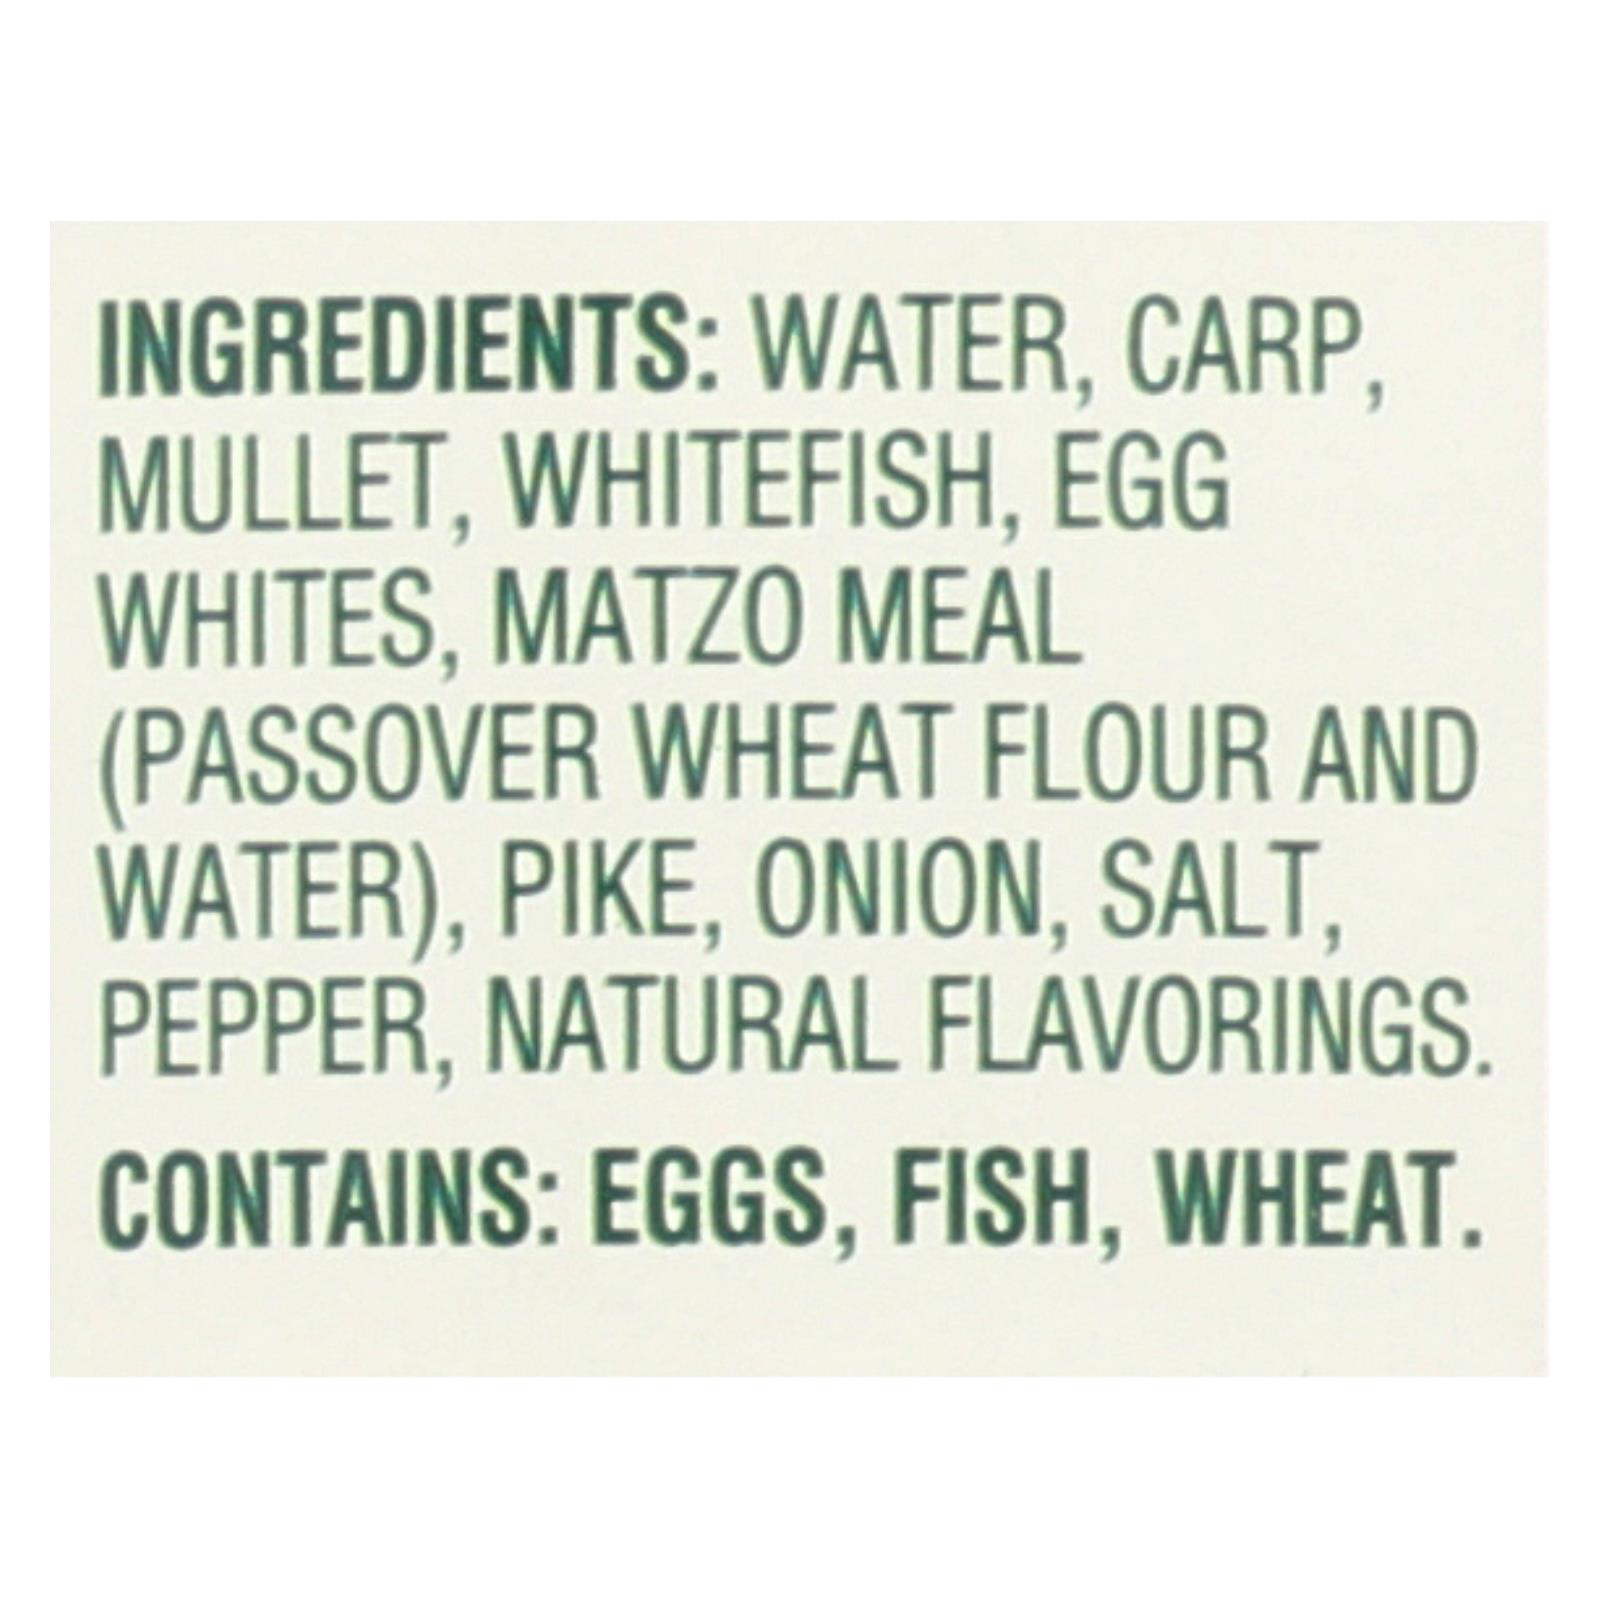 INGREDIENTS: WATER, CARP,
MULLET, WHITEFISH, EGG
WHITES, MATZO MEAL
(PASSOVER WHEAT FLOUR AND
WATER), PIKE, ONION, SALT,
PEPPER, NATURAL FLAVORINGS.
CONTAINS: EGGS, FISH, WHEAT.